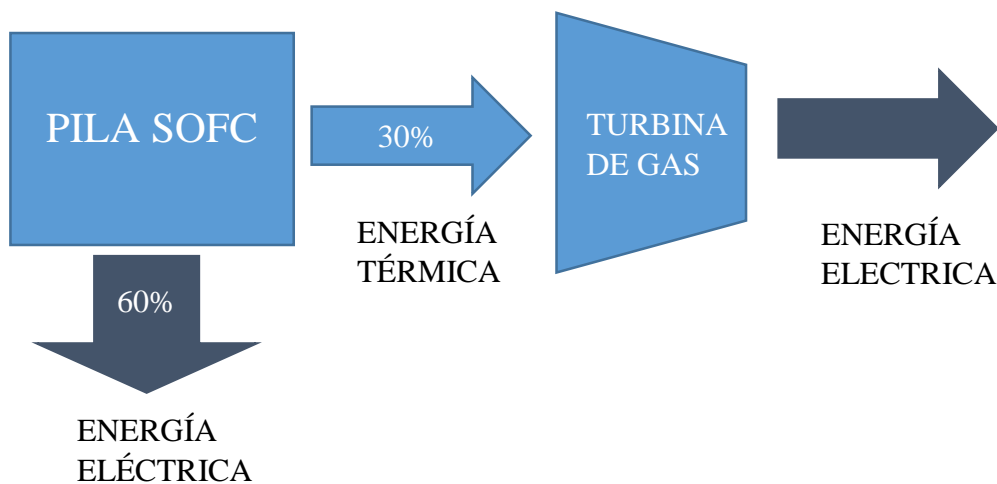 PILA SOFC
30%
TURBINA
DE GAS
ENERGÍA
TÉRMICA
ENERGÍA
ELECTRICA
60%
ENERGÍA
ELÉCTRICA